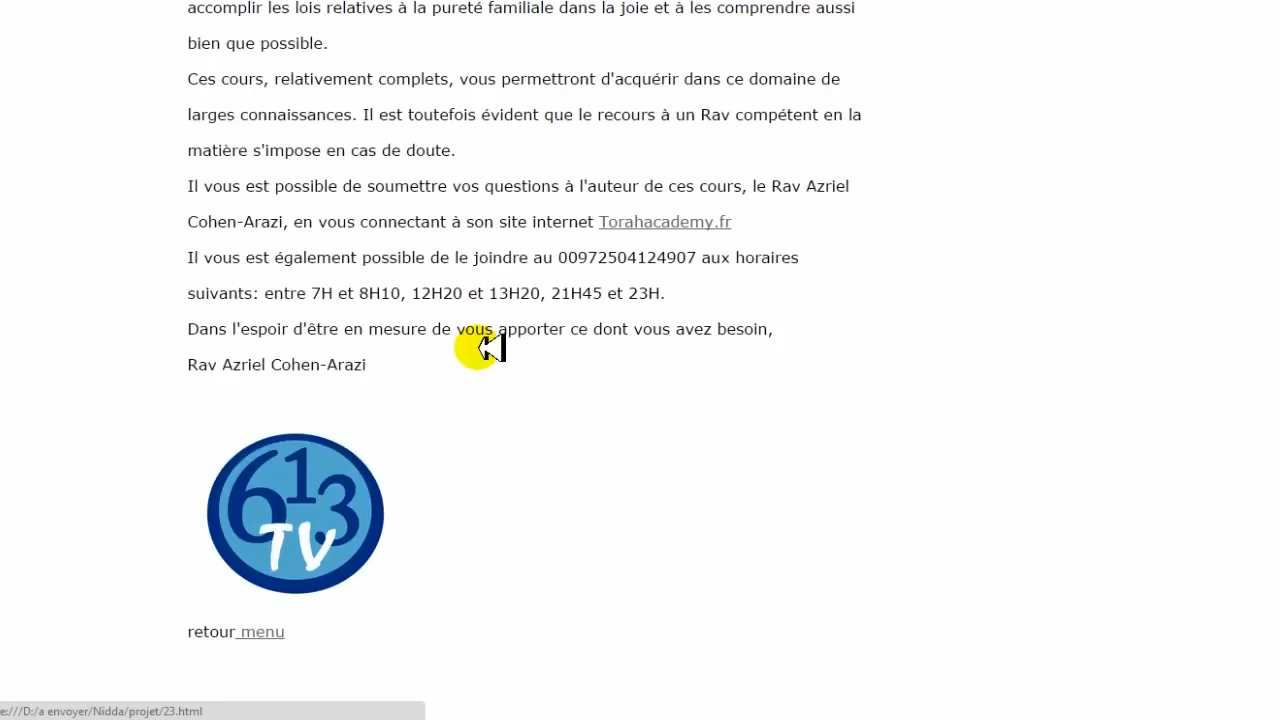 accomplir les lois relatives à la pureté familiale dans la joie et à les comprendre aussi
bien que possible.
Ces cours, relativement complets, vous permettront d'acquérir dans ce domaine de
larges connaissances. Il est toutefois évident que le recours à un Rav compétent en la
matière s'impose en cas de doute.
Il vous est possible de soumettre vos questions à l'auteur de ces cours, le Rav Azriel
Cohen-Arazi, en vous connectant à son site internet Torahacademy.fr
Il vous est également possible de le joindre au 00972504124907 aux horaires
suivants: entre 7H et 8H10, 12H20 et 13H20, 21H45 et 23H.
Dans l'espoir d'être en mesure de vous apporter ce dont vous avez besoin,
Rav Azriel Cohen-Arazi
613
TV
retour menu
e:///D:/a envoyer/Nidda/projet/23.html